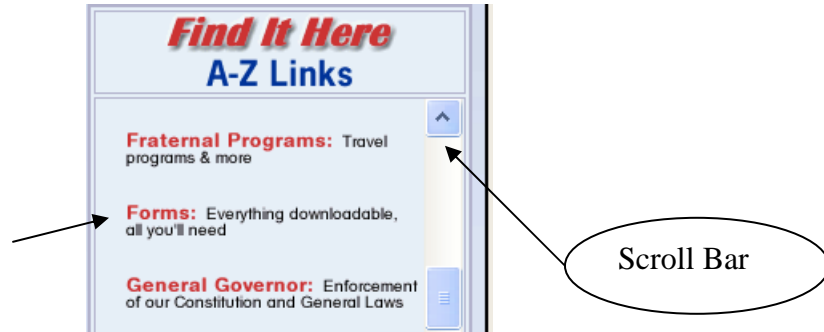 Find It Here
A-Z Links
Fraternal Programs: Travel
programs & more
Forms: Everything downloadable,
all you'll need
Scroll Bar
General Governor: Enforcement
of our Constitution and General Laws